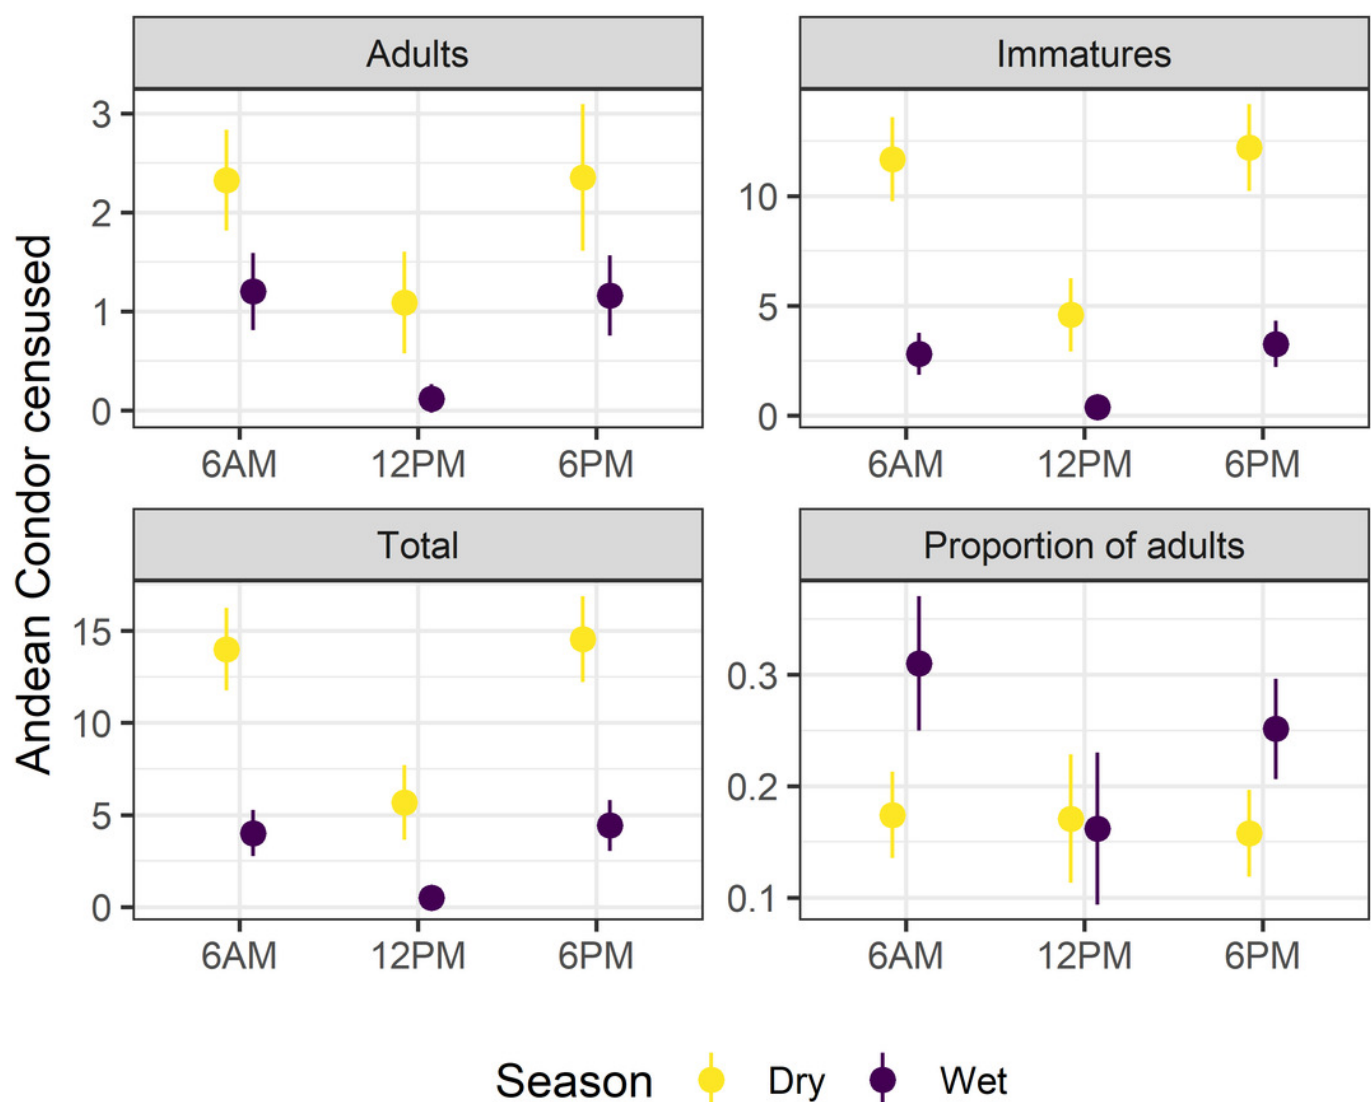 Andean Condor censused
Adults
3
2
1
0
6AM 12PM 6PM
Immatures
10
5
0
6AM 12PM 6PM
Total
15
10
5
0
6AM 12PM 6PM
Proportion of adults
0.3
0.2
0.1
6AM 12PM 6PM
Season Dry Wet